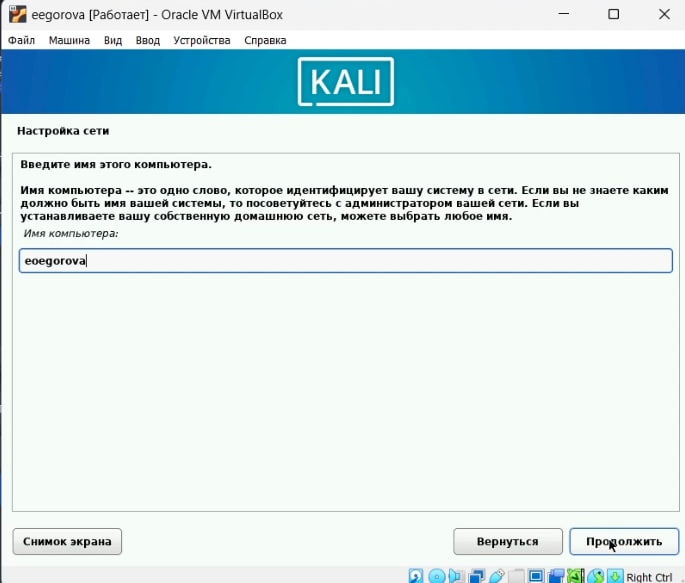 eegorova [Работает] - Oracle VM VirtualBox
Файл Машина Вид Ввод Устройства Справка
KALI
Настройка сети
Введите имя этого компьютера.
Имя компьютера -- это одно слово, которое идентифицирует вашу систему в сети. Если вы не знаете каким
должно быть имя вашей системы, то посоветуйтесь с администратором вашей сети. Если вы
устанавливаете вашу собственную домашнюю сеть, можете выбрать любое имя.
Имя компьютера:
eoegorova
Снимок экрана Вернуться Продолжить
Right Ctrl